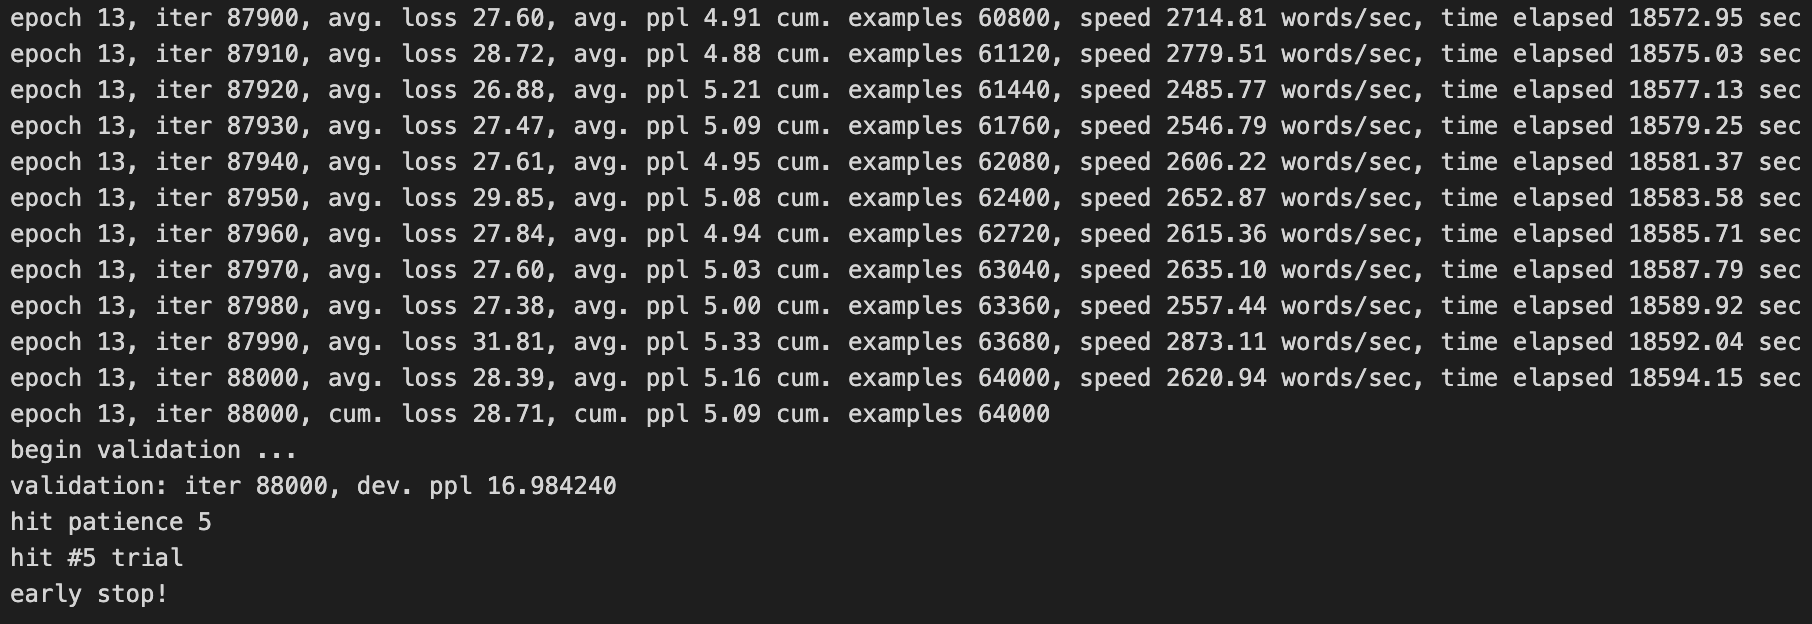 epoch 13, iter 87900, avg. loss 27.60, avg. ppl 4.91 cum. examples 60800, speed 2714.81 words/sec, time elapsed 18572.95 sec
epoch 13, iter 87910, avg. loss 28.72, avg. ppl 4.88 cum. examples 61120, speed 2779.51 words/sec, time elapsed 18575.03 sec
epoch 13, iter 87920, avg. loss 26.88, avg. ppl 5.21 cum. examples 61440, speed 2485.77 words/sec, time elapsed 18577.13 sec
epoch 13, iter 87930, avg. loss 27.47, avg. ppl 5.09 cum. examples 61760, speed 2546.79 words/sec, time elapsed 18579.25 sec
epoch 13, iter 87940, avg. loss 27.61, avg. ppl 4.95 cum. examples 62080, speed 2606.22 words/sec, time elapsed 18581.37 sec
epoch 13, iter 87950, avg. loss 29.85, avg. ppl 5.08 cum. examples 62400, speed 2652.87 words/sec, time elapsed 18583.58 sec
epoch 13, iter 87960, avg. loss 27.84, avg. ppl 4.94 cum. examples 62720, speed 2615.36 words/sec, time elapsed 18585.71 sec
epoch 13, iter 87970, avg. loss 27.60, avg. ppl 5.03 cum. examples 63040, speed 2635.10 words/sec, time elapsed 18587.79 sec
epoch 13, iter 87980, avg. loss 27.38, avg. ppl 5.00 cum. examples 63360, speed 2557.44 words/sec, time elapsed 18589.92 sec
epoch 13, iter 87990, avg. loss 31.81, avg. ppl 5.33 cum. examples 63680, speed 2873.11 words/sec, time elapsed 18592.04 sec
epoch 13, iter 88000, avg. loss 28.39, avg. ppl 5.16 cum. examples 64000, speed 2620.94 words/sec, time elapsed 18594.15 sec
epoch 13, iter 88000, cum. loss 28.71, cum. ppl 5.09 cum. examples 64000
begin validation ...
validation: iter 88000, dev. ppl 16.984240
hit patience 5
hit #5 trial
early stop!